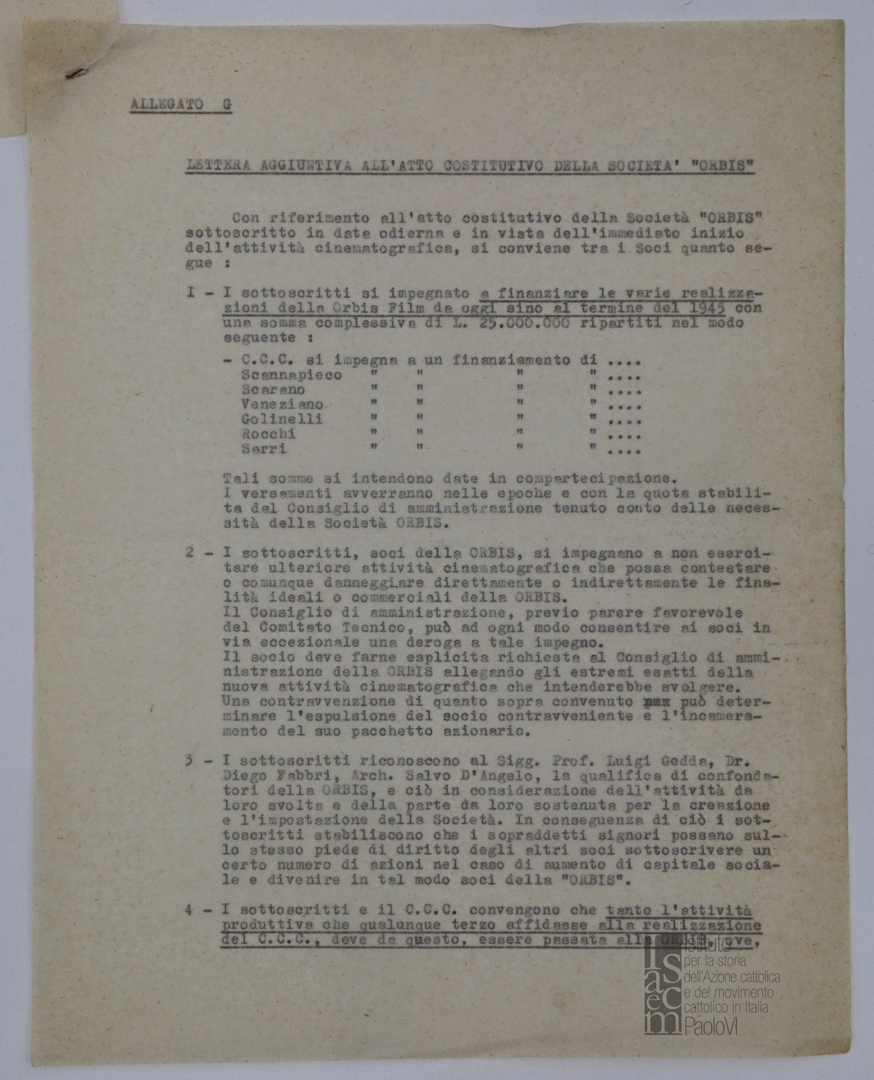 ALLEGATO G
LETTERA AGGIUNTIVA ALL'ATTO COSTITUTIVO DELLA SOCIETA' "ORBIS"
Con riferimento all'atto costitutivo della Società "ORBIS"
sottoscritto in data odierna e in vista dell'immediato inizio
dell'attività cinematografica, si conviene tra i Soci quanto se-
gue :
I - I sottoscritti si impegnato a finanziare le varie realizza-
zioni della Orbis Film da oggi sino al termine del 1945 con
una somma complessiva di L. 25.000.000 ripartiti nel modo
seguente :
- C.C.C. si impegna a un finanziamento di ....
Scannapieco " " " " ....
Scarano " " " " ....
Veneziano " " " " ....
Golinelli " " " " ....
Rocchi " " " " ....
Sarri " " " " ....
Tali somme si intendono date in compartecipazione.
I versamenti avverranno nelle epoche e con la quota stabili-
ta dal Consiglio di amministrazione tenuto conto delle neces-
sità della Società ORBIS.
2 - I sottoscritti, soci della ORBIS, si impegnano a non eserci-
tare ulteriore attività cinematografica che possa contestare
o comunque danneggiare direttamente o indirettamente le fina-
lità ideali o commerciali della ORBIS.
Il Consiglio di amministrazione, previo parere favorevole
del Comitato Tecnico, può ad ogni modo consentire ai soci in
via eccezionale una deroga a tale impegno.
Il socio deve farne esplicita richiesta al Consiglio di ammi-
nistrazione della ORBIS allegando gli estremi esatti della
nuova attività cinematografica che intenderebbe svolgere.
Una contravvenzione di quanto sopra convenuto può deter-
minare l'espulsione del socio contravveniente e l'incamera-
mento del suo pacchetto azionario.
3 - I sottoscritti riconoscono al Sigg. Prof. Luigi Gedda, Dr.
Diego Fabbri, Arch. Salvo D'Angelo, la qualifica di confonda-
tori della ORBIS, e ciò in considerazione dell'attività da
loro svolta e della parte da loro sostenuta per la creazione
e l'impostazione della Società. In conseguenza di ciò i sot-
toscritti stabiliscono che i sopraddetti signori possano sul-
lo stesso piede di diritto degli altri soci sottoscrivere un
certo numero di azioni nel caso di aumento di capitale socia-
le e divenire in tal modo soci della "ORBIS".
4 - I sottoscritti e il C.C.C. convengono che tanto l'attività
produttiva che qualunque terzo affidasse alla realizzazione
del C.C.C., deve da questo, essere passata alla ORBIS, ove,
Isacem
Istituto
per la storia
dell'Azione cattolica
e del movimento
cattolico in Italia
PaoloVI